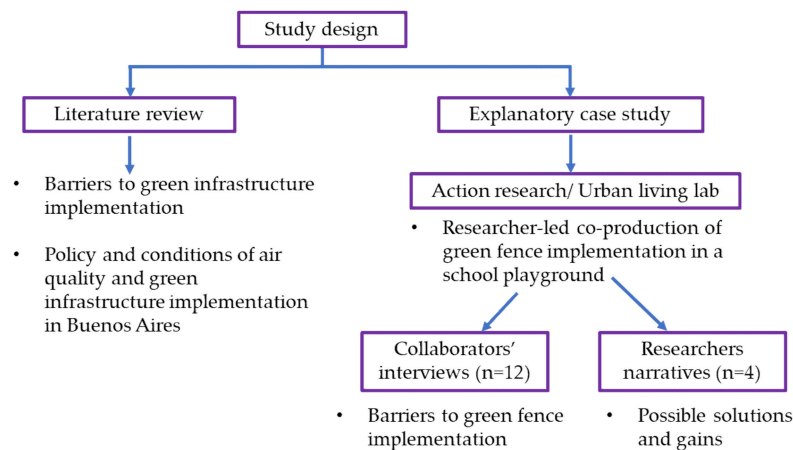 Study design
Literature review
• Barriers to green infrastructure
implementation
• Policy and conditions of air
quality and green
infrastructure implementation
in Buenos Aires
Explanatory case study
Action research/ Urban living lab
• Researcher-led co-production of
green fence implementation in a
school playground
Collaborators'
interviews (n=12)
• Barriers to green fence
implementation
Researchers
narratives (n=4)
• Possible solutions
and gains